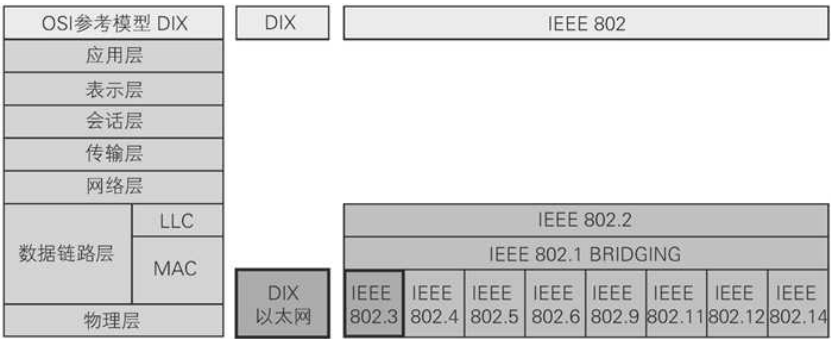 OSI参考模型 DIX
DIX
IEEE 802
应用层
表示层
会话层
传输层
网络层
数据链路层
LLC
MAC
物理层
DIX
以太网
IEEE 802.2
IEEE 802.1 BRIDGING
IEEE
802.3
IEEE
802.4
IEEE
802.5
IEEE
802.6
IEEE
802.9
IEEE
802.11
IEEE
802.12
IEEE
802.14